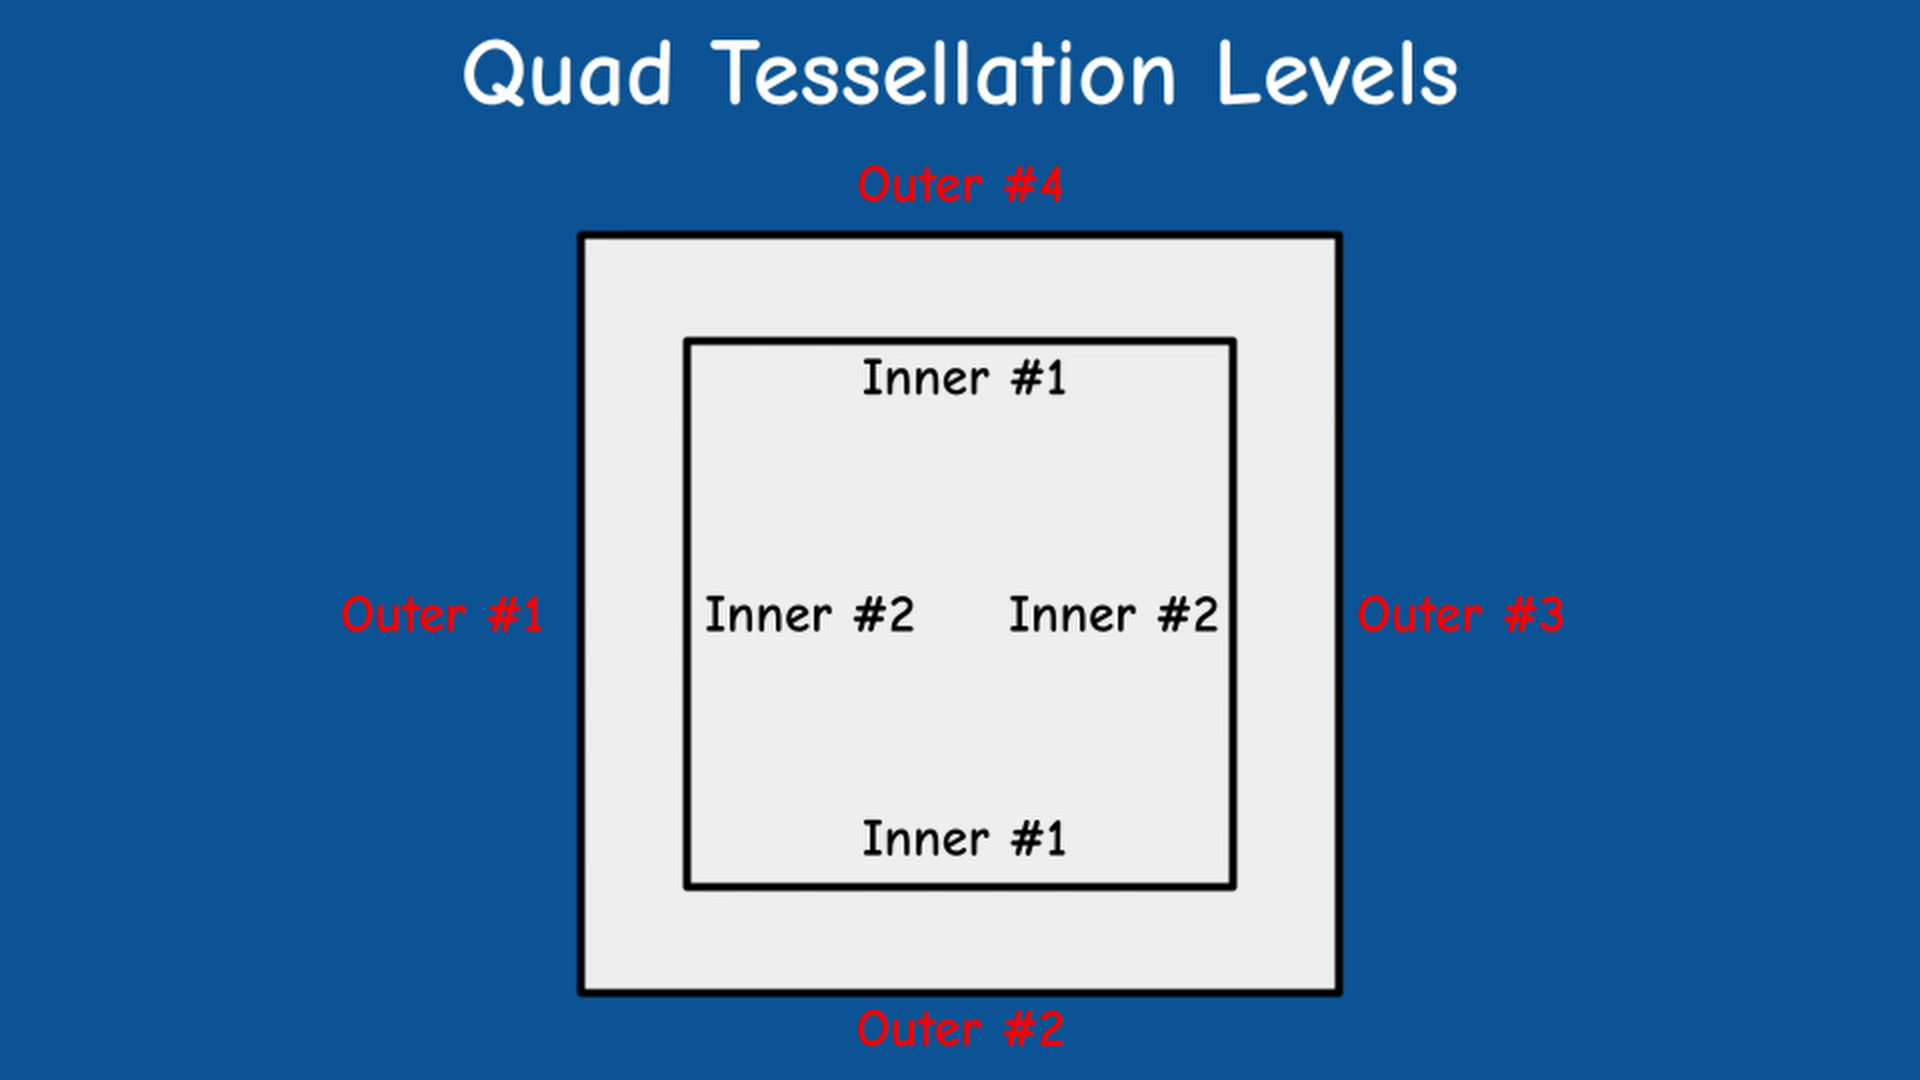 Quad Tessellation Levels
Outer #4
Inner #1
Outer #1
Inner #2
Inner #2
Outer #3
Inner #1
Outer #2